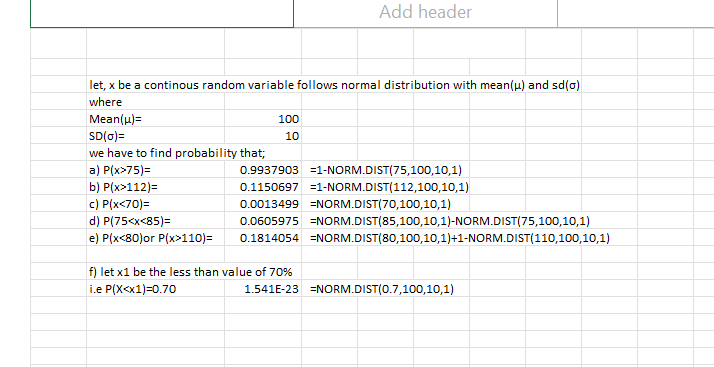 Add header
let, x be a continous random variable follows normal distribution with mean(μ) and sd(σ)
where
Mean(μ)= 100
SD(σ)= 10
we have to find probability that;
a) P(x>75)= 0.9937903 =1-NORM.DIST(75,100,10,1)
b) P(x>112)= 0.1150697 =1-NORM.DIST(112,100,10,1)
c) P(x<70)= 0.0013499 =NORM.DIST(70,100,10,1)
d) P(75<x<85)= 0.0605975 =NORM.DIST(85,100,10,1)-NORM.DIST(75,100,10,1)
e) P(x<80)or P(x>110)= 0.1814054 =NORM.DIST(80,100,10,1)+1-NORM.DIST(110,100,10,1)
f) let x1 be the less than value of 70%
i.e P(X<x1)=0.70 1.541E-23 =NORM.DIST(0.7,100,10,1)